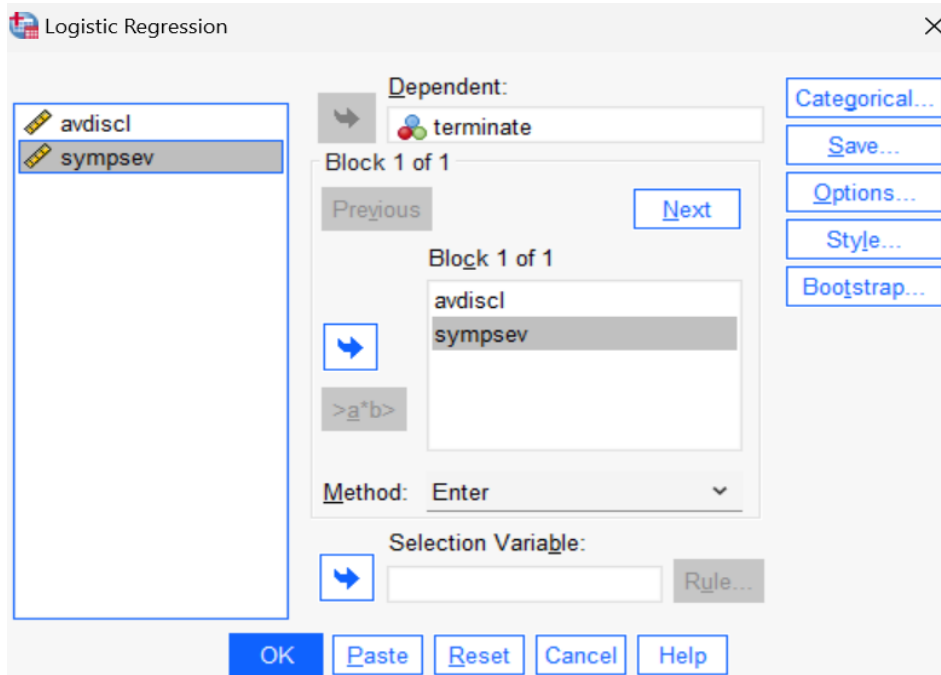 Logistic Regression
avdiscl
sympsev
Dependent:
terminate
Block 1 of 1
Previous
Next
Block 1 of 1
avdiscl
sympsev
>a*b>
Method: Enter
Selection Variable:
Rule...
Categorical...
Save...
Options...
Style...
Bootstrap...
OK Paste Reset Cancel Help